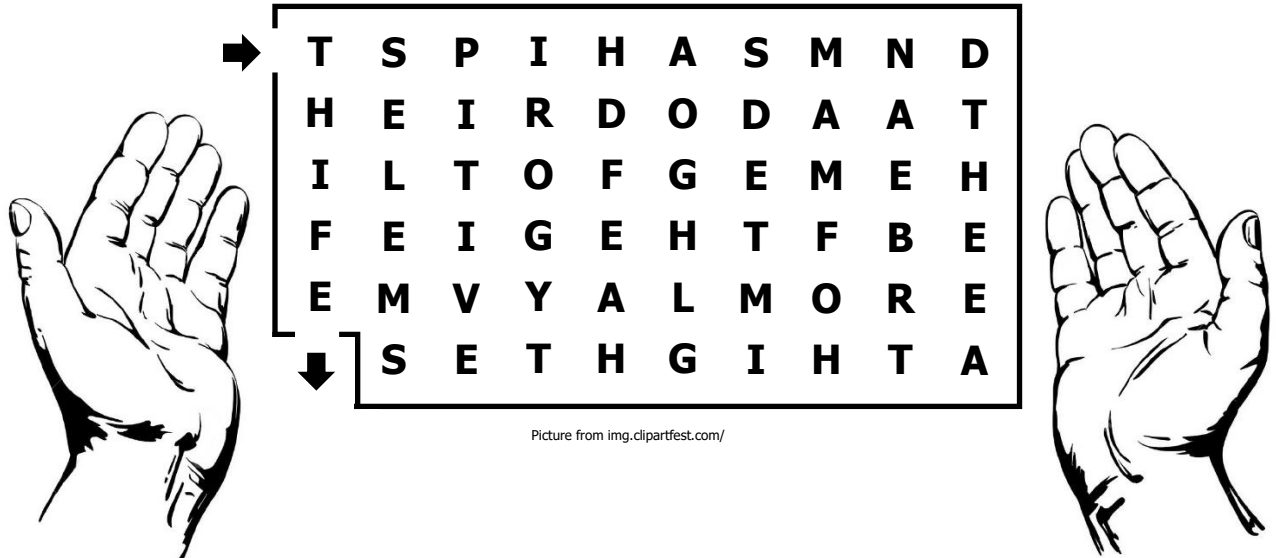 T S P I H A S M N D
H E I R D O D A A T
I L T O F G E M E H
F E I G E H T F B E
E M V Y A L M O R E
S E T H G I H T A
Picture from img.clipartfest.com/